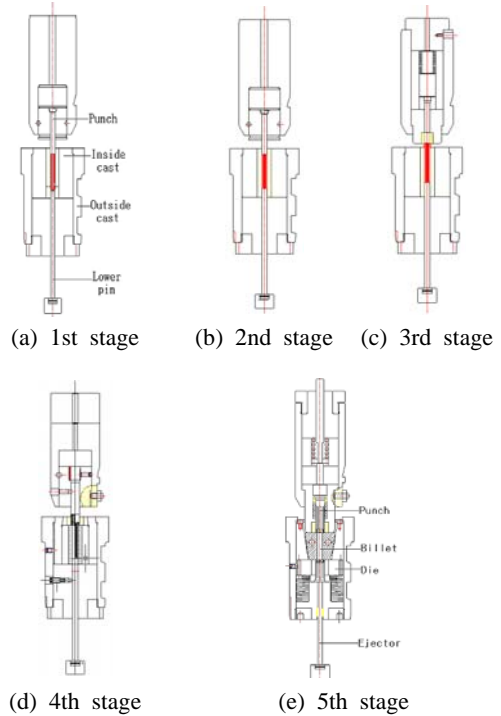 Punch
Inside
cast
Outside
cast
Lower
pin
(a) 1st stage
(b) 2nd stage
(c) 3rd stage
Punch
Billet
Die
Ejector
(d) 4th stage
(e) 5th stage